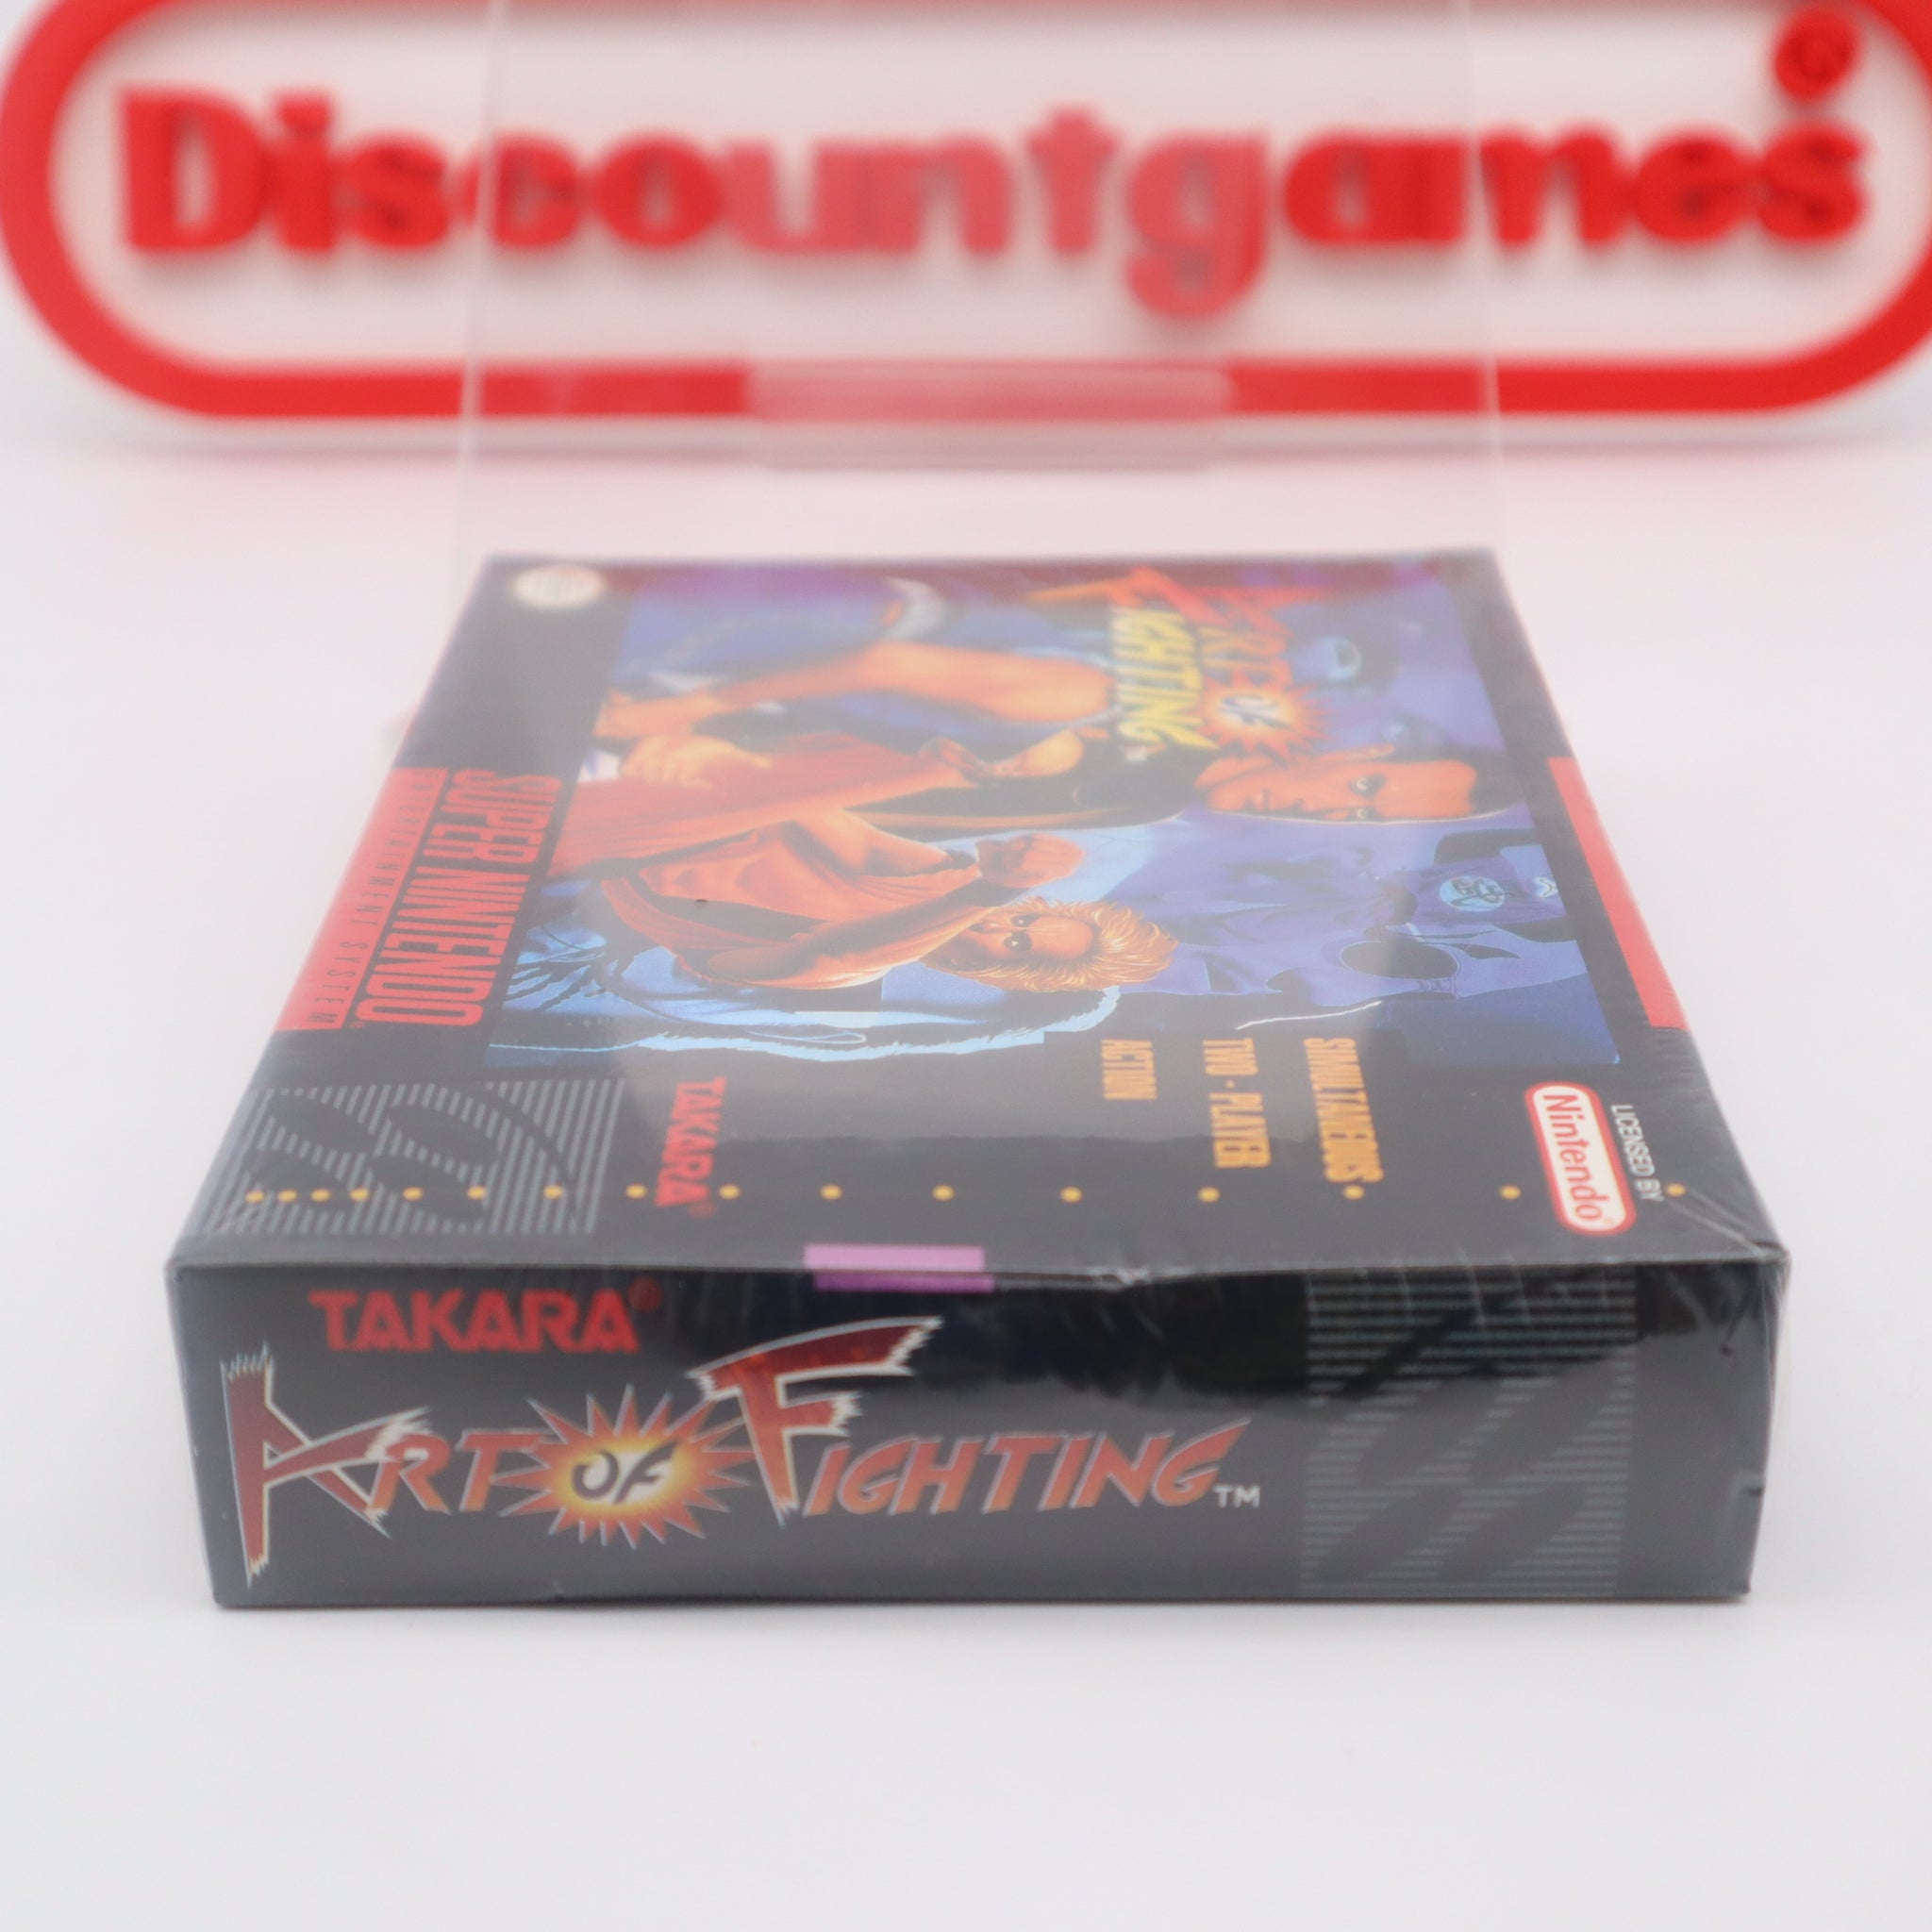 Discountgames®
ART OF
FIGHTING
SUPER NINTENDO®
ENTERTAINMENT SYSTEM
SIMULTANEOUS
TWO-PLAYER
ACTION
TAKARA®
LICENSED BY
Nintendo®
TAKARA®
ART OF FIGHTING™